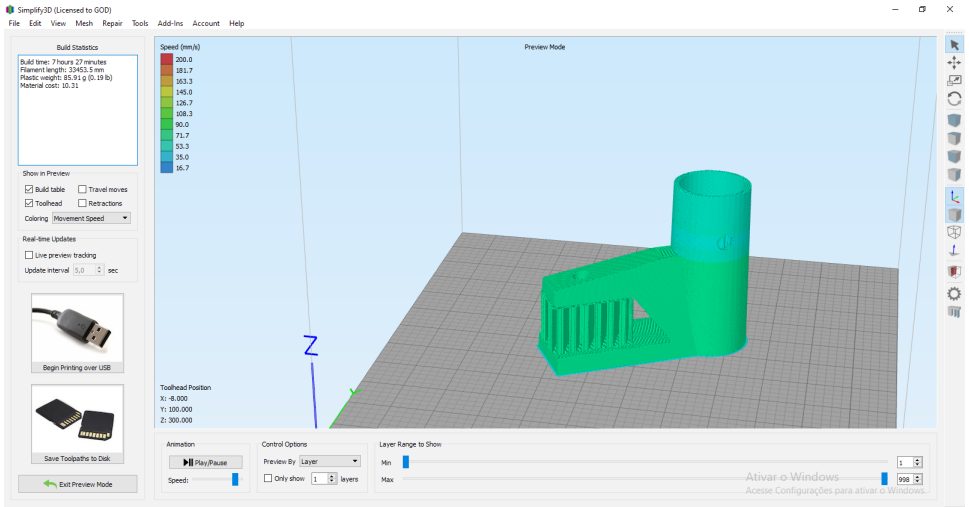 Simplify3D (Licensed to GOD)
File Edit View Mesh Repair Tools Add-Ins Account Help
Build Statistics
Build time: 7 hours 27 minutes
Filament length: 33453.5 mm
Plastic weight: 85.91 g (0.19 lb)
Material cost: 10.31
Show in Preview
Build table Travel moves
Toolhead Retractions
Coloring Movement Speed
Real-time Updates
Live preview tracking
Update interval 5,0 sec
Begin Printing over USB
Save Toolpaths to Disk
Exit Preview Mode
Speed (mm/s)
200.0
181.7
163.3
145.0
126.7
108.3
90.0
71.7
53.3
35.0
16.7
Preview Mode
Z
Y
Toolhead Position
X: -8.000
Y: 100.000
Z: 300.000
Animation
Play/Pause
Speed:
Control Options
Preview By Layer
Only show 1 layers
Layer Range to Show
Min 1
Max 998
Ativar o Windows
Acesse Configurações para ativar o Windows.